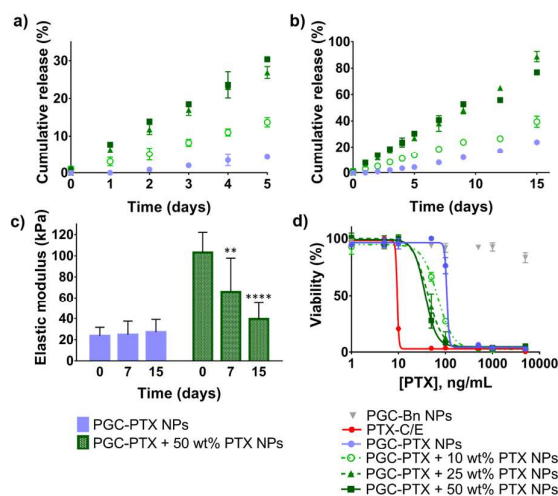 a)
Cumulative release (%)
30
20
10
0
0 1 2 3 4 5
Time (days)
b)
Cumulative release (%)
100
80
60
40
20
0
0 5 10 15
Time (days)
c)
Elastic modulus (kPa)
140
120
100
80
60
40
20
0
** ****
0 7 15 0 7 15
Time (days)
PGC-PTX NPs
PGC-PTX + 50 wt% PTX NPs
d)
Viability (%)
100
50
0
1 10 100 1000 5000 50000
[PTX], ng/mL
PGC-Bn NPs
PTX-C/E
PGC-PTX NPs
PGC-PTX + 10 wt% PTX NPs
PGC-PTX + 25 wt% PTX NPs
PGC-PTX + 50 wt% PTX NPs